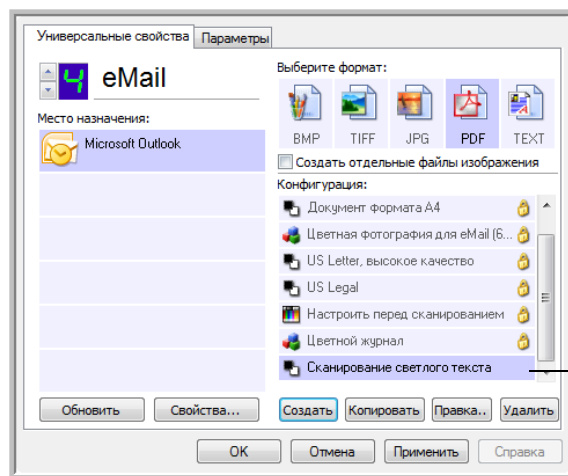 Универсальные свойства Параметры
4 eMail
Место назначения:
Microsoft Outlook
Обновить Свойства...
Выберите формат:
BMP TIFF JPG PDF TEXT
Создать отдельные файлы изображения
Конфигурация:
Документ формата A4
Цветная фотография для eMail (6...
US Letter, высокое качество
US Legal
Настроить перед сканированием
Цветной журнал
Сканирование светлого текста
Создать Копировать Правка.. Удалить
OK Отмена Применить Справка